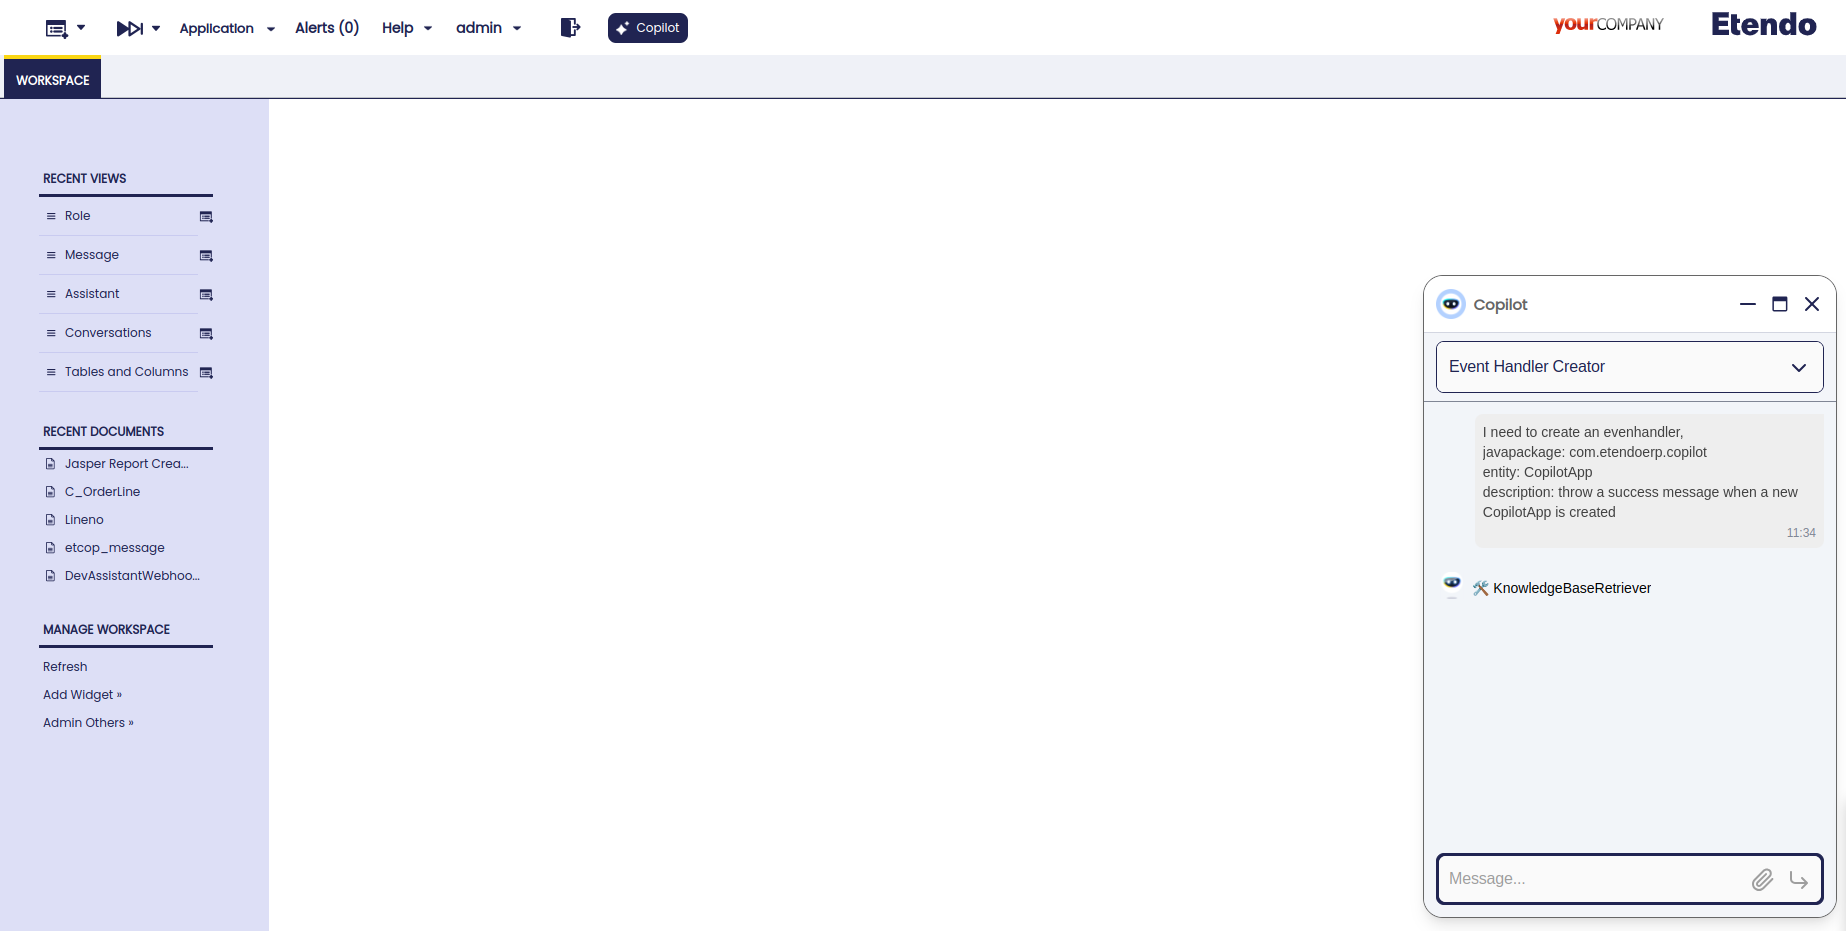 Application
Alerts (0)
Help
admin
Copilot
yourCOMPANY
Etendo
WORKSPACE
RECENT VIEWS
Role
Message
Assistant
Conversations
Tables and Columns
RECENT DOCUMENTS
Jasper Report Crea...
C_OrderLine
Lineno
etcop_message
DevAssistantWebhoo...
MANAGE WORKSPACE
Refresh
Add Widget »
Admin Others »
Copilot
Event Handler Creator
I need to create an evenhandler,
javapackage: com.etendoerp.copilot
entity: CopilotApp
description: throw a success message when a new
CopilotApp is created
11:34
🛠️ KnowledgeBaseRetriever
Message...